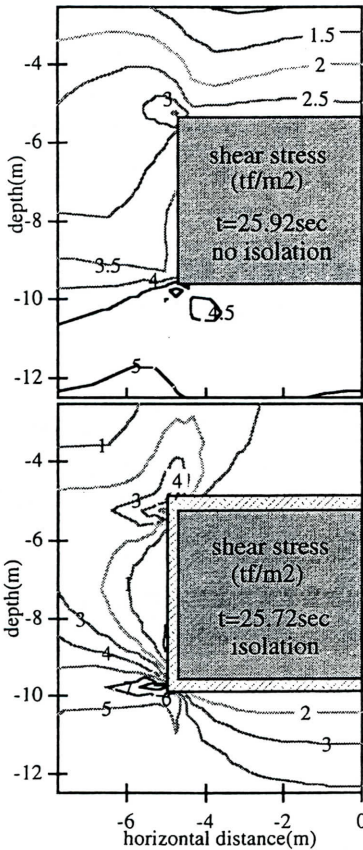 1.5
-4
2
3
2.5
-6
shear stress
(tf/m2)
depth(m)
-8
t=25.92sec
no isolation
3.5
4
-10
4.5
5
-12
1
-4
4
3
-6
shear stress
(tf/m2)
depth(m)
-8
3
t=25.72sec
isolation
4
-10
7
6
5
2
3
-12
-6
-4
-2
0
horizontal distance(m)